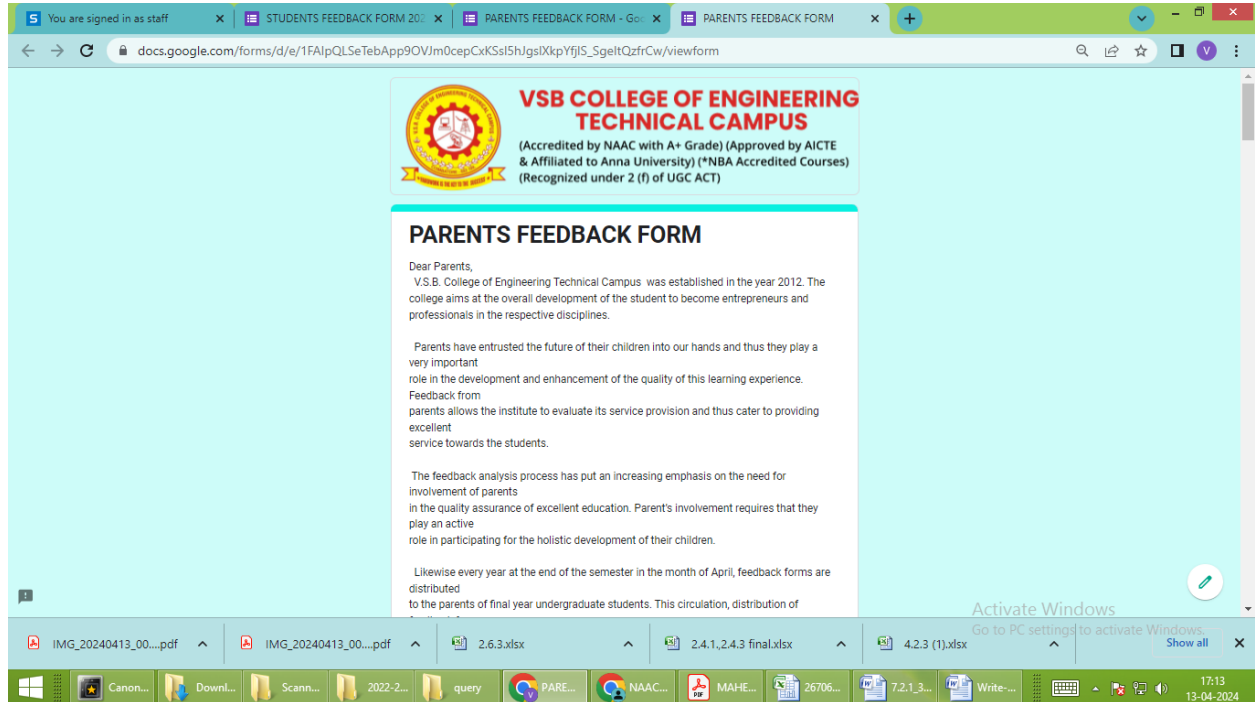 You are signed in as staff
STUDENTS FEEDBACK FORM 202
PARENTS FEEDBACK FORM - Goo
PARENTS FEEDBACK FORM
docs.google.com/forms/d/e/1FAIpQLSeTebApp9OVJm0cepCxKSsI5hJgsIXkpYfjIS_SgeItQzfrCw/viewform
V
VSB COLLEGE OF ENGINEERING
TECHNICAL CAMPUS
(Accredited by NAAC with A+ Grade) (Approved by AICTE
& Affiliated to Anna University) (*NBA Accredited Courses)
(Recognized under 2 (f) of UGC ACT)
PARENTS FEEDBACK FORM
Dear Parents,
V.S.B. College of Engineering Technical Campus was established in the year 2012. The
college aims at the overall development of the student to become entrepreneurs and
professionals in the respective disciplines.
Parents have entrusted the future of their children into our hands and thus they play a
very important
role in the development and enhancement of the quality of this learning experience.
Feedback from
parents allows the institute to evaluate its service provision and thus cater to providing
excellent
service towards the students.
The feedback analysis process has put an increasing emphasis on the need for
involvement of parents
in the quality assurance of excellent education. Parent's involvement requires that they
play an active
role in participating for the holistic development of their children.
Likewise every year at the end of the semester in the month of April, feedback forms are
distributed
to the parents of final year undergraduate students. This circulation, distribution of
Activate Windows
Go to PC settings to activate Windows.
IMG_20240413_00....pdf
IMG_20240413_00....pdf
2.6.3.xlsx
2.4.1.,2.4.3 final.xlsx
4.2.3 (1).xlsx
Show all
Canon...
Downl...
Scann...
2022-2...
query
PARE...
NAAC...
MAHE...
26706...
7.2.1_3...
Write-...
17:13
13-04-2024